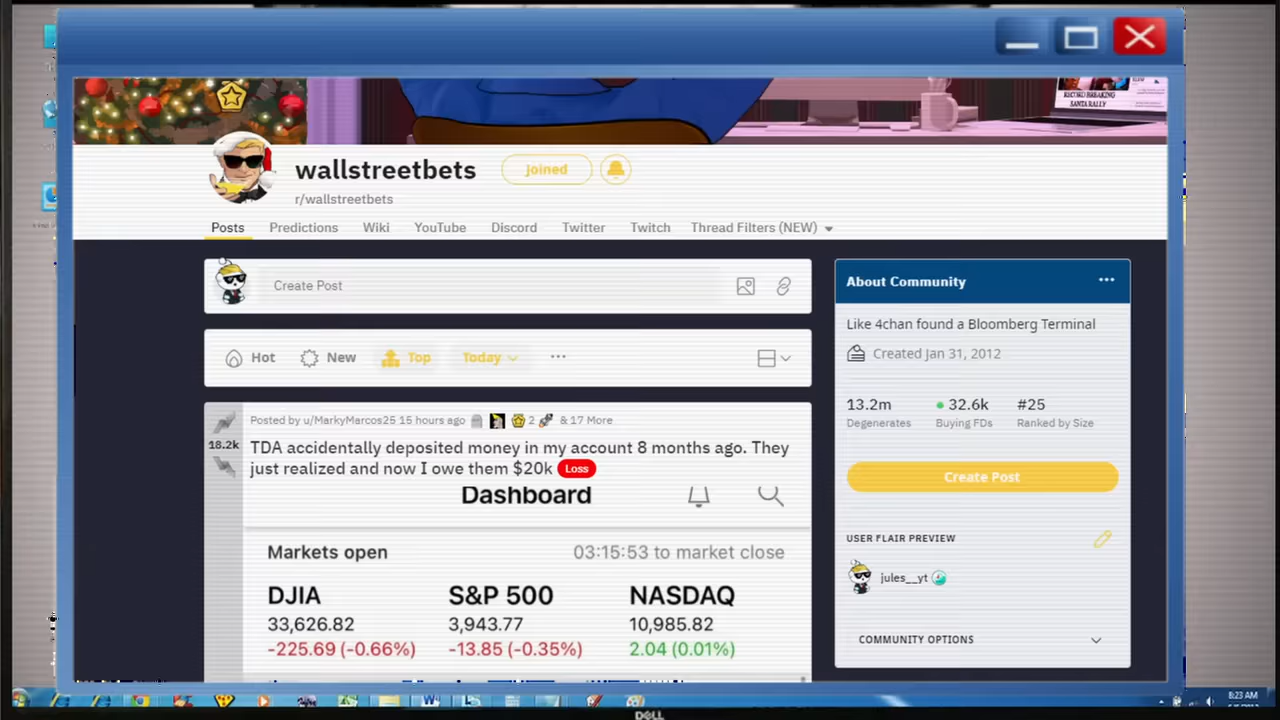 RECORD BREAKING
SANTA RALLY
wallstreetbets
Joined
r/wallstreetbets
Posts Predictions Wiki YouTube Discord Twitter Twitch Thread Filters (NEW)
Create Post
About Community
Like 4chan found a Bloomberg Terminal
Created Jan 31, 2012
Hot New Top Today
13.2m 32.6k #25
Degenerates Buying FDs Ranked by Size
Create Post
Posted by u/MarkyMarcos25 15 hours ago 2 & 17 More
18.2k
TDA accidentally deposited money in my account 8 months ago. They
just realized and now I owe them $20k Loss
Dashboard
Markets open 03:15:53 to market close
DJIA S&P 500 NASDAQ
33,626.82 3,943.77 10,985.82
-225.69 (-0.66%) -13.85 (-0.35%) 2.04 (0.01%)
USER FLAIR PREVIEW
jules__yt
COMMUNITY OPTIONS
8:23 AM
DELL